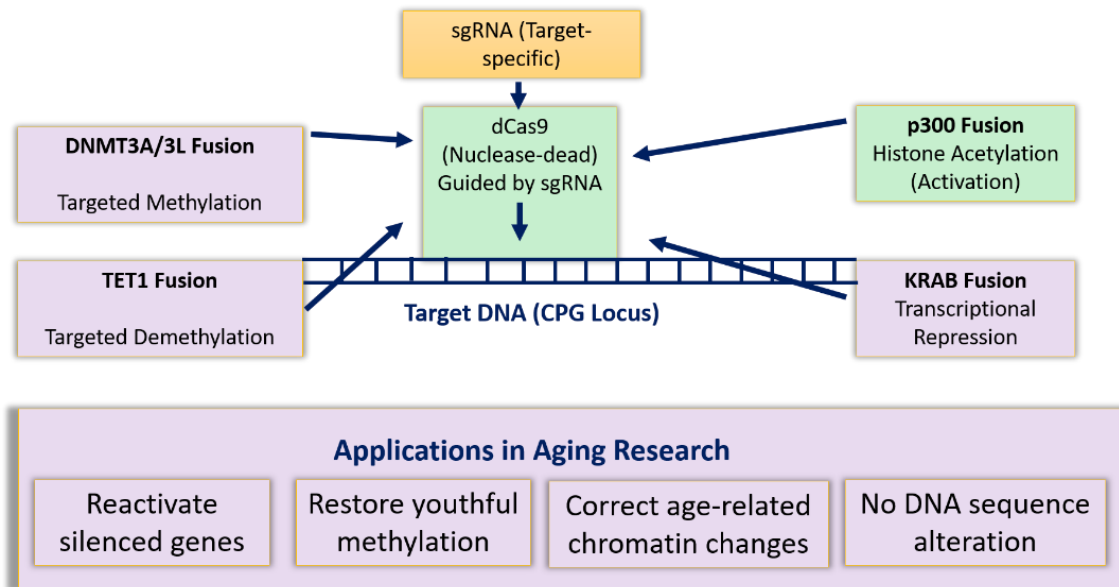 sgRNA (Target-
specific)
dCas9
(Nuclease-dead)
Guided by sgRNA
DNMT3A/3L Fusion
Targeted Methylation
p300 Fusion
Histone Acetylation
(Activation)
TET1 Fusion
Targeted Demethylation
Target DNA (CPG Locus)
KRAB Fusion
Transcriptional
Repression
Applications in Aging Research
Reactivate
silenced genes
Restore youthful
methylation
Correct age-related
chromatin changes
No DNA sequence
alteration